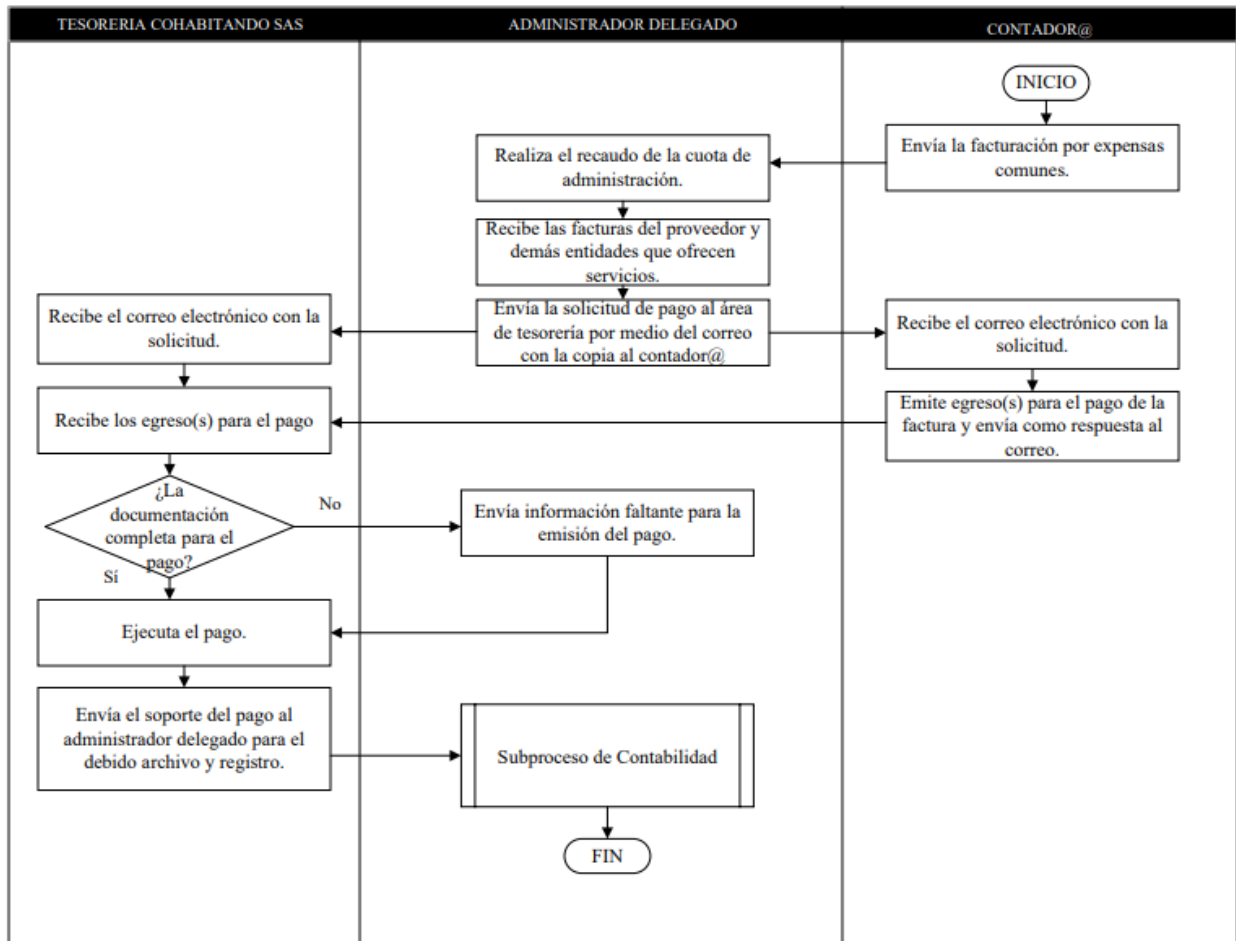 TESORERIA COHABITANDO SAS
ADMINISTRADOR DELEGADO
CONTADOR@
INICIO
Envía la facturación por expensas
comunes.
Realiza el recaudo de la cuota de
administración.
Recibe las facturas del proveedor y
demás entidades que ofrecen
servicios.
Envía la solicitud de pago al área
de tesorería por medio del correo
con la copia al contador@
Recibe el correo electrónico con la
solicitud.
Recibe el correo electrónico con la
solicitud.
Emite egreso(s) para el pago de la
factura y envía como respuesta al
correo.
Recibe los egreso(s) para el pago
¿La
documentación
completa para el
pago?
No
Sí
Envía información faltante para la
emisión del pago.
Ejecuta el pago.
Envía el soporte del pago al
administrador delegado para el
debido archivo y registro.
Subproceso de Contabilidad
FIN